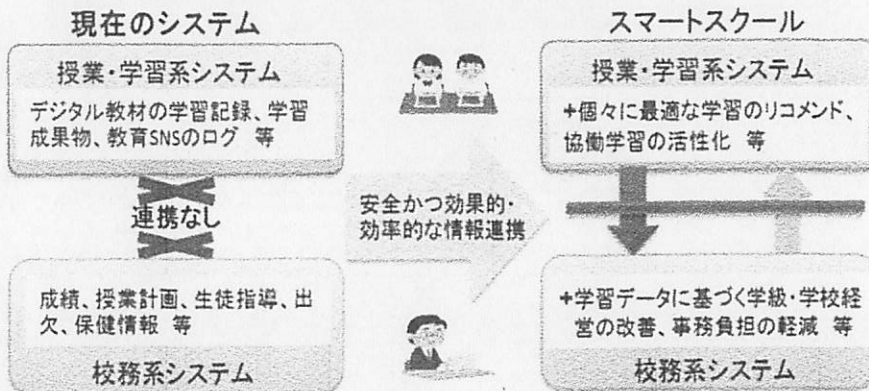 現在のシステム
授業・学習系システム
デジタル教材の学習記録、学習
成果物、教育SNSのログ 等
連携なし
成績、授業計画、生徒指導、出
欠、保健情報 等
校務系システム
安全かつ効果的・
効率的な情報連携
スマートスクール
授業・学習系システム
+個々に最適な学習のリコメンド、
協働学習の活性化 等
+学習データに基づく学級・学校経
営の改善、事務負担の軽減 等
校務系システム